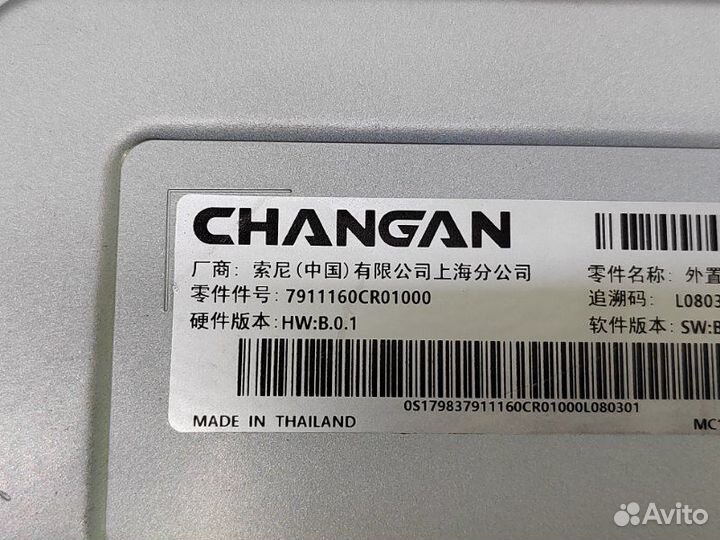 CHANGAN
厂商: 索尼(中国)有限公司上海分公司
零件件号: 7911160CR01000
硬件版本: HW:B.0.1
零件名称: 外置
追溯码: L0803
软件版本: SW:B
0S179837911160CR01000L080301
MADE IN THAILAND
MC1
Avito